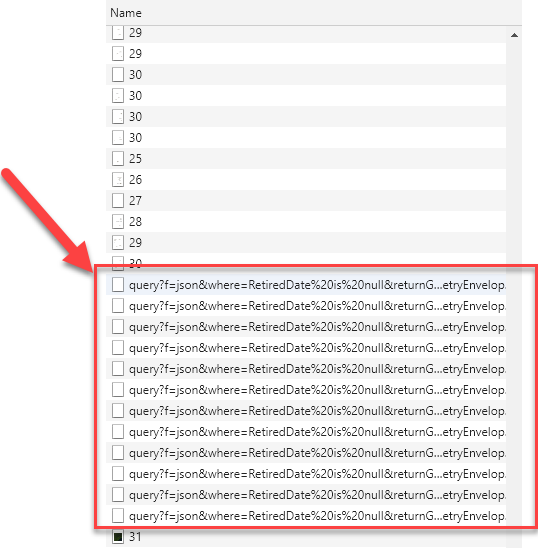 Name
29
29
30
30
30
30
25
26
27
28
29
30
query?f=json&where=RetiredDate%20is%20null&returnG...etryEnvelop.
query?f=json&where=RetiredDate%20is%20null&returnG...etryEnvelop.
query?f=json&where=RetiredDate%20is%20null&returnG...etryEnvelop.
query?f=json&where=RetiredDate%20is%20null&returnG...etryEnvelop.
query?f=json&where=RetiredDate%20is%20null&returnG...etryEnvelop.
query?f=json&where=RetiredDate%20is%20null&returnG...etryEnvelop.
query?f=json&where=RetiredDate%20is%20null&returnG...etryEnvelop.
query?f=json&where=RetiredDate%20is%20null&returnG...etryEnvelop.
query?f=json&where=RetiredDate%20is%20null&returnG...etryEnvelop.
query?f=json&where=RetiredDate%20is%20null&returnG...etryEnvelop.
query?f=json&where=RetiredDate%20is%20null&returnG...etryEnvelop.
query?f=json&where=RetiredDate%20is%20null&returnG...etryEnvelop.
31